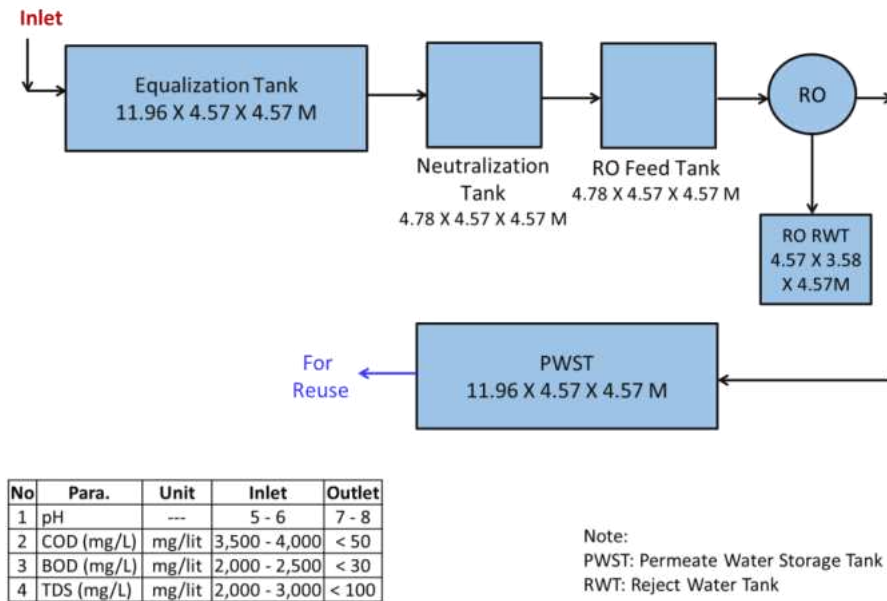 Inlet
Equalization Tank
11.96 X 4.57 X 4.57 M
Neutralization
Tank
4.78 X 4.57 X 4.57 M
RO Feed Tank
4.78 X 4.57 X 4.57 M
RO
RO RWT
4.57 X 3.58
X 4.57M
For
Reuse
PWST
11.96 X 4.57 X 4.57 M
No Para. Unit Inlet Outlet
1 pH --- 5 - 6 7 - 8
2 COD (mg/L) mg/lit 3,500 - 4,000 < 50
3 BOD (mg/L) mg/lit 2,000 - 2,500 < 30
4 TDS (mg/L) mg/lit 2,000 - 3,000 < 100
Note:
PWST: Permeate Water Storage Tank
RWT: Reject Water Tank